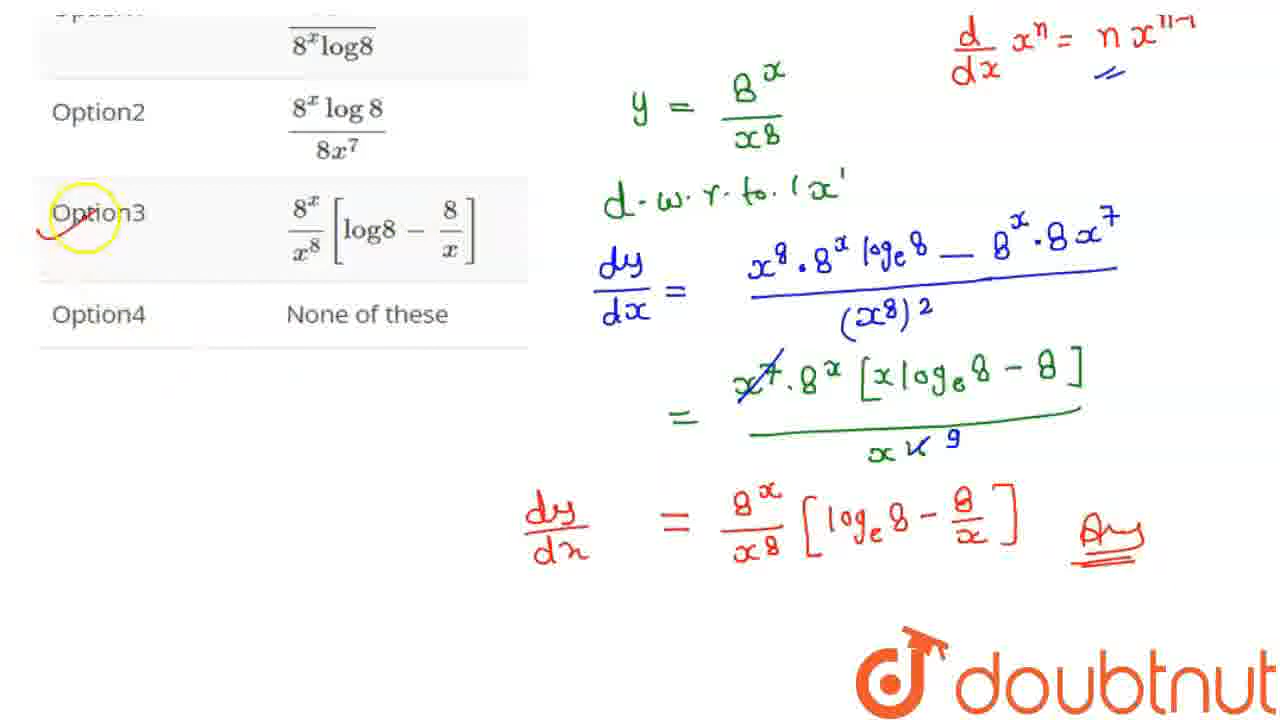 8^x log8
Option2 8^x log 8 / 8x^7
Option3 8^x / x^8 [log8 − 8/x]
Option4 None of these
d/dx x^n = n x^n-1
y = 8^x / x^8
d. w. r. to. 'x'
dy/dx = x^8 · 8^x log_e 8 − 8^x · 8x^7 / (x^8)^2
= x^7 · 8^x [x log_e 8 − 8] / x 9
dy/dx = 8^x / x^8 [log_e 8 − 8/x] Ans
doubtnut